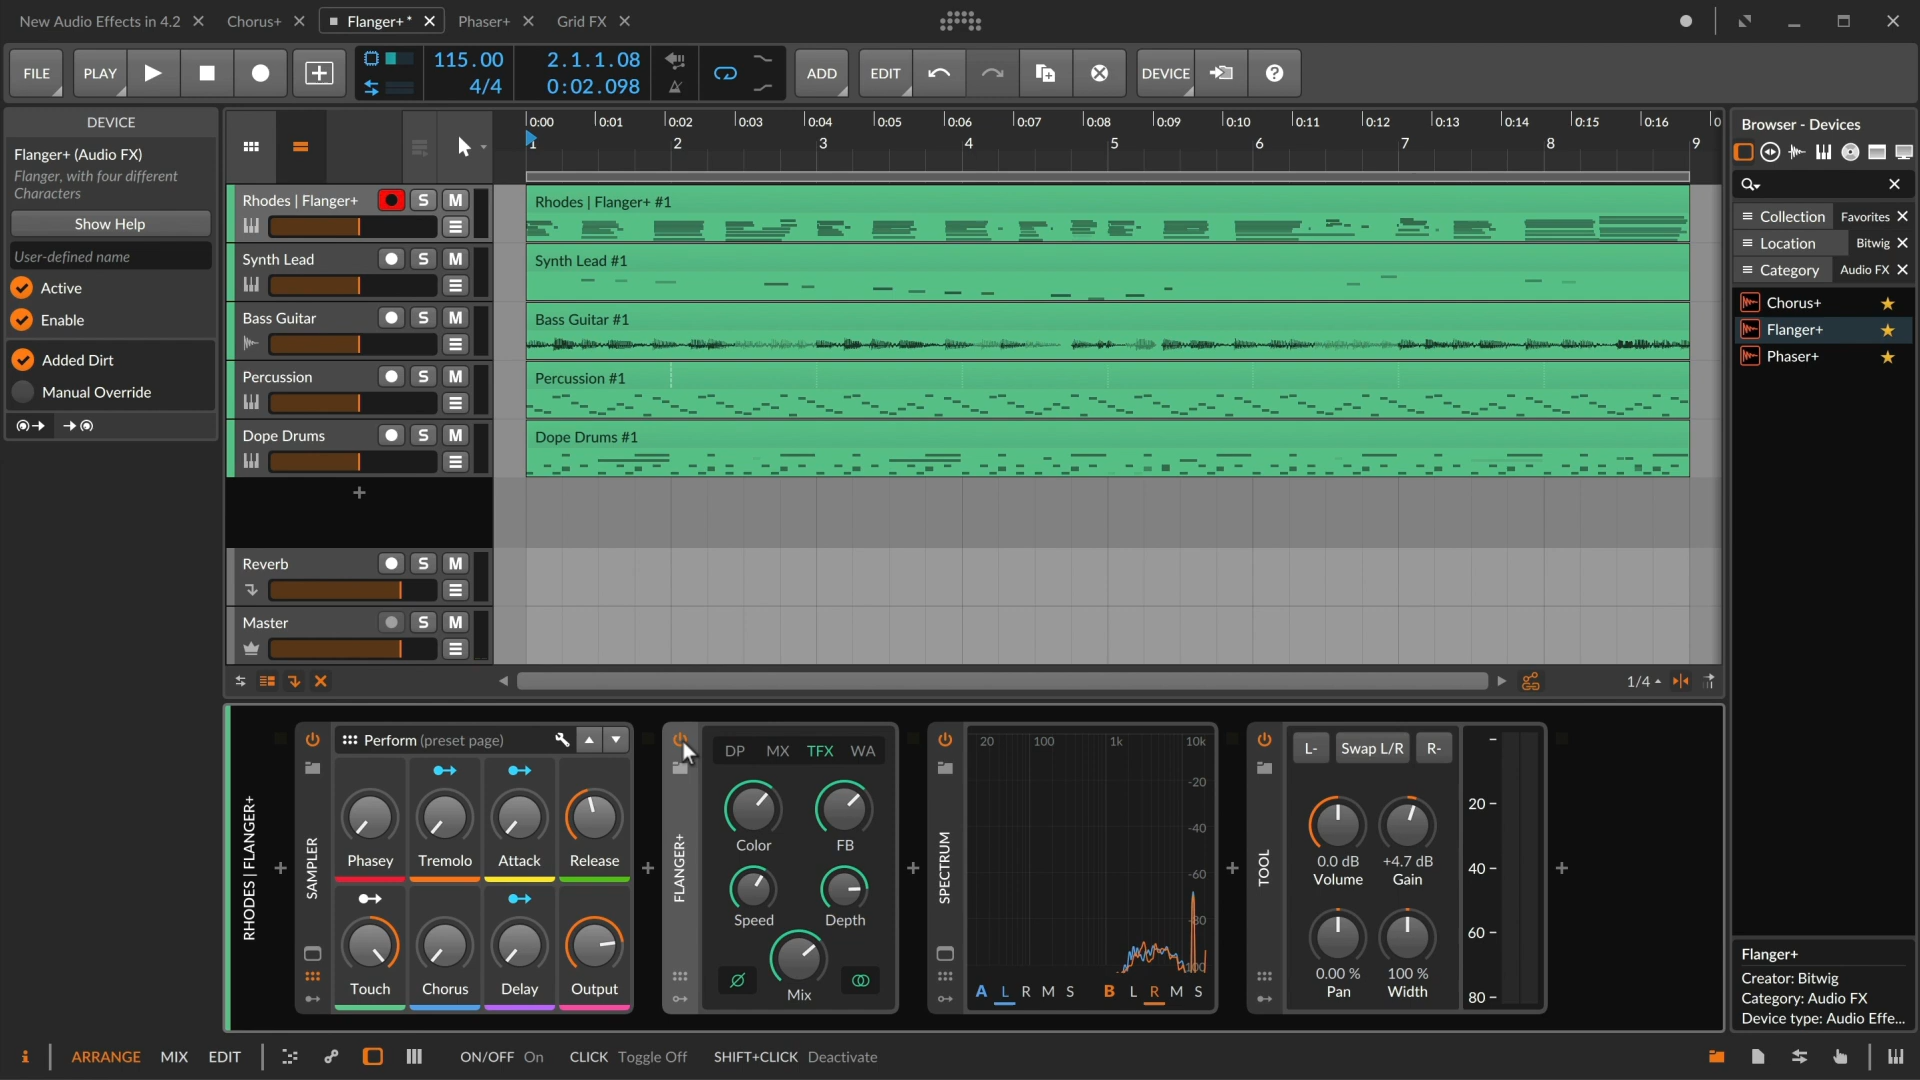 New Audio Effects in 4.2
Chorus+
Flanger+ *
Phaser+
Grid FX
FILE
PLAY
115.00
4/4
2.1.1.08
0:02.098
ADD
EDIT
DEVICE
DEVICE
Flanger+ (Audio FX)
Flanger, with four different
Characters
Show Help
User-defined name
Active
Enable
Added Dirt
Manual Override
0:00 0:01 0:02 0:03 0:04 0:05 0:06 0:07 0:08 0:09 0:10 0:11 0:12 0:13 0:14 0:15 0:16 0
1 2 3 4 5 6 7 8 9
Rhodes | Flanger+ S M
Rhodes | Flanger+ #1
Synth Lead S M
Synth Lead #1
Bass Guitar S M
Bass Guitar #1
Percussion S M
Percussion #1
Dope Drums S M
Dope Drums #1
Reverb S M
Master S M
1/4
Browser - Devices
Collection Favorites
Location Bitwig
Category Audio FX
Chorus+
Flanger+
Phaser+
Flanger+
Creator: Bitwig
Category: Audio FX
Device type: Audio Effe...
RHODES | FLANGER+
SAMPLER
Perform (preset page)
Phasey Tremolo Attack Release
Touch Chorus Delay Output
FLANGER+
DP MX TFX WA
Color FB
Speed Depth
Mix
SPECTRUM
20 100 1k 10k
-20
-40
-60
-80
-100
A L R M S B L R M S
TOOL
L- Swap L/R R-
0.0 dB +4.7 dB
Volume Gain
0.00 % 100 %
Pan Width
20
40
60
80
ARRANGE MIX EDIT
ON/OFF On CLICK Toggle Off SHIFT+CLICK Deactivate